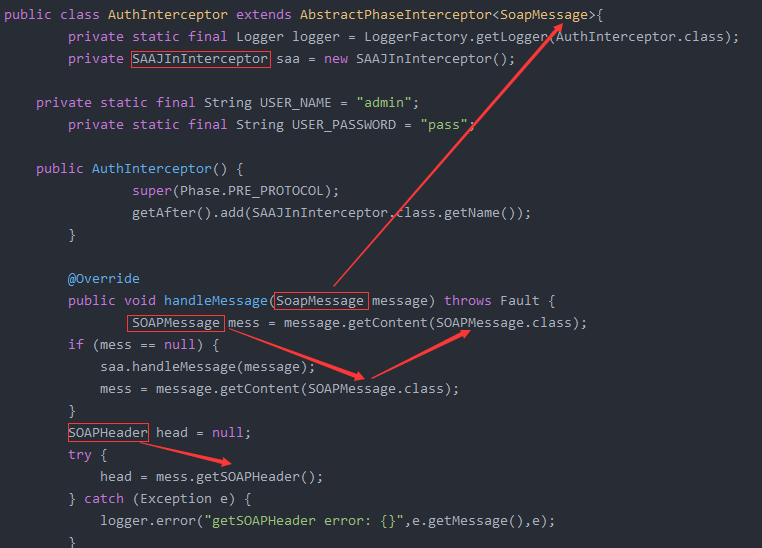 public class AuthInterceptor extends AbstractPhaseInterceptor<SoapMessage>{
private static final Logger logger = LoggerFactory.getLogger(AuthInterceptor.class);
private SAAJInInterceptor saa = new SAAJInInterceptor();
private static final String USER_NAME = "admin";
private static final String USER_PASSWORD = "pass";
public AuthInterceptor() {
super(Phase.PRE_PROTOCOL);
getAfter().add(SAAJInInterceptor.class.getName());
}
@Override
public void handleMessage(SoapMessage message) throws Fault {
SOAPMessage mess = message.getContent(SOAPMessage.class);
if (mess == null) {
saa.handleMessage(message);
mess = message.getContent(SOAPMessage.class);
}
SOAPHeader head = null;
try {
head = mess.getSOAPHeader();
} catch (Exception e) {
logger.error("getSOAPHeader error: {}",e.getMessage(),e);
}